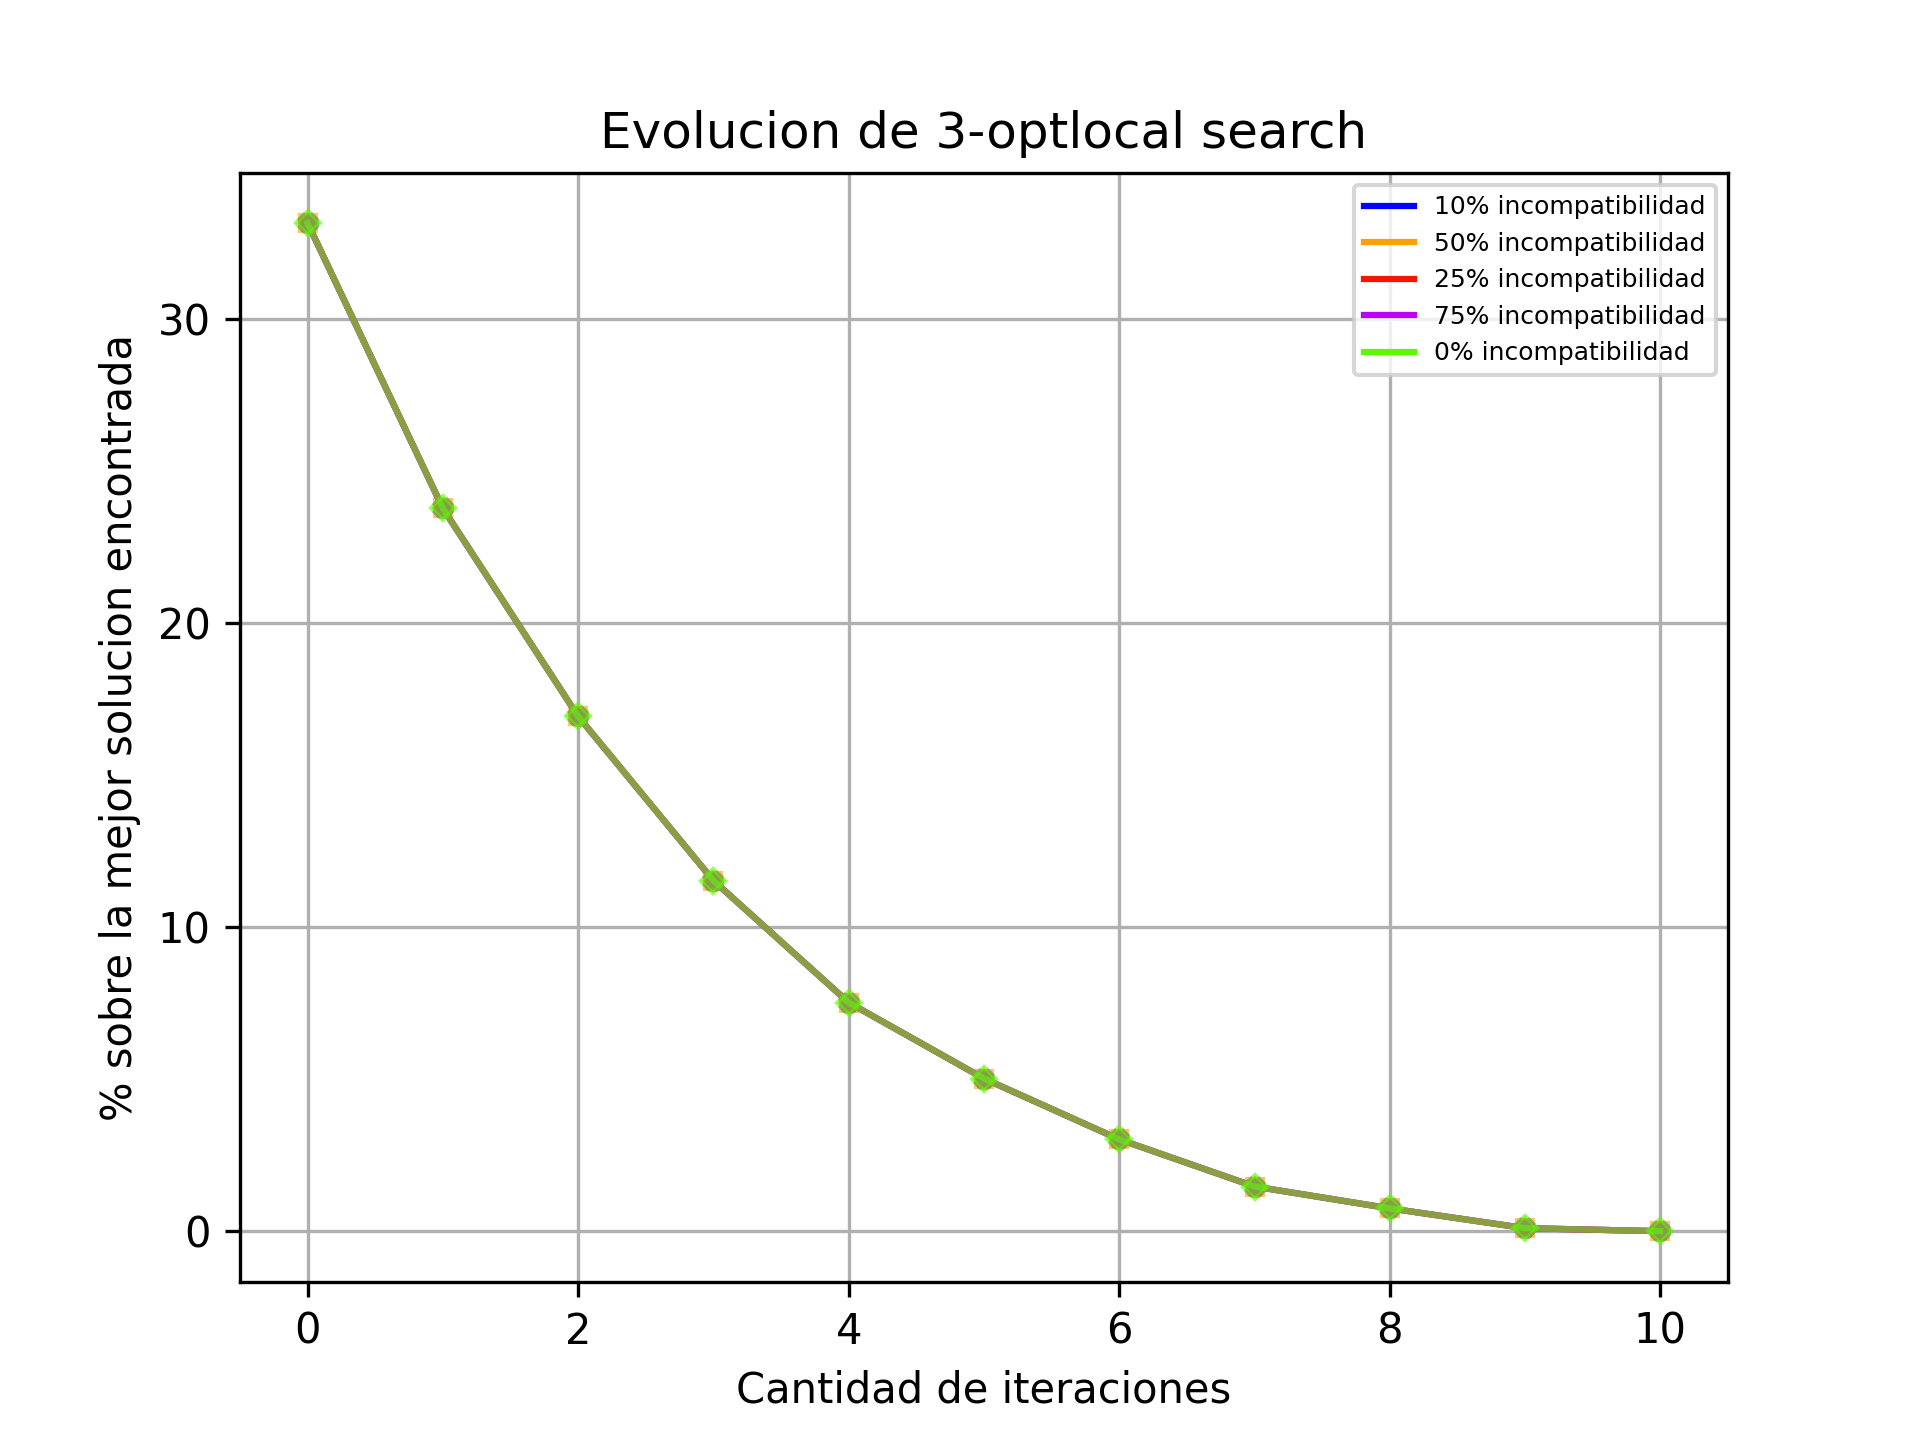 Evolucion de 3-optlocal search
10% incompatibilidad
50% incompatibilidad
25% incompatibilidad
75% incompatibilidad
0% incompatibilidad
% sobre la mejor solucion encontrada
30
20
10
0
0 2 4 6 8 10
Cantidad de iteraciones